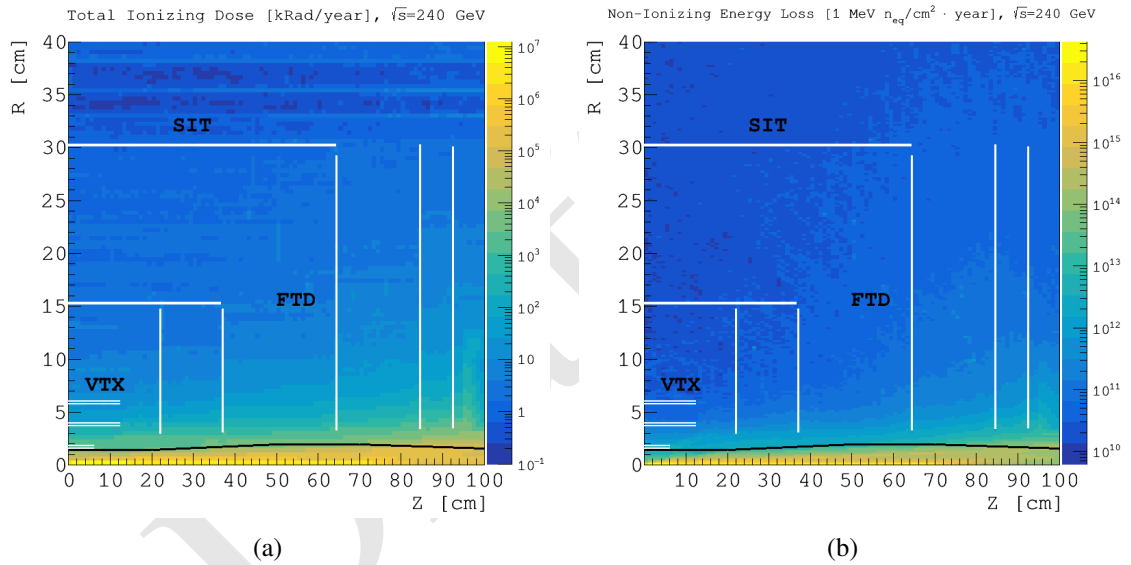 Total Ionizing Dose [kRad/year], √s=240 GeV
R [cm]
40
35
30
25
20
15
10
5
0
SIT
FTD
VTX
0 10 20 30 40 50 60 70 80 90 100
Z [cm]
10⁷
10⁶
10⁵
10⁴
10³
10²
10
1
10⁻¹
(a)
Non-Ionizing Energy Loss [1 MeV n_eq/cm² · year], √s=240 GeV
R [cm]
40
35
30
25
20
15
10
5
0
SIT
FTD
VTX
10 20 30 40 50 60 70 80 90 100
Z [cm]
10¹⁶
10¹⁵
10¹⁴
10¹³
10¹²
10¹¹
10¹⁰
(b)